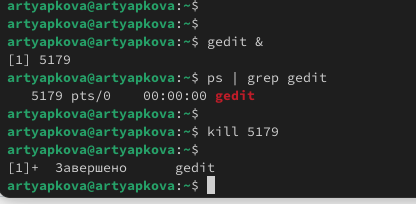 artyapkova@artyapkova:~$
artyapkova@artyapkova:~$
artyapkova@artyapkova:~$ gedit &
[1] 5179
artyapkova@artyapkova:~$ ps | grep gedit
   5179 pts/0    00:00:00 gedit
artyapkova@artyapkova:~$
artyapkova@artyapkova:~$ kill 5179
artyapkova@artyapkova:~$
[1]+  Завершено      gedit
artyapkova@artyapkova:~$